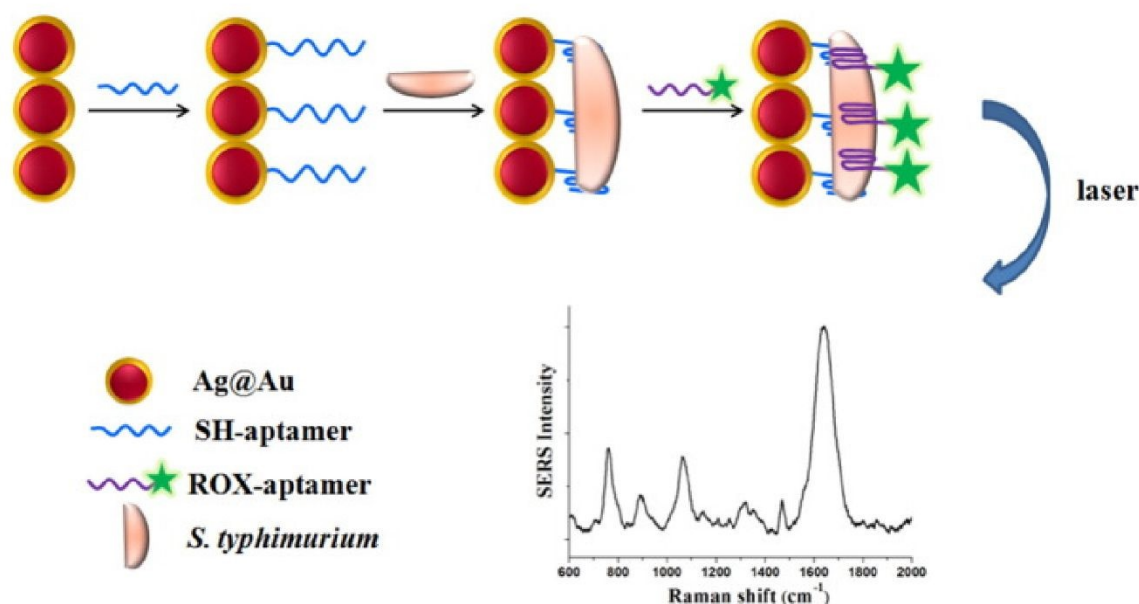 laser
Ag@Au
SH-aptamer
ROX-aptamer
S. typhimurium
SERS Intensity
600 800 1000 1200 1400 1600 1800 2000
Raman shift (cm⁻¹)